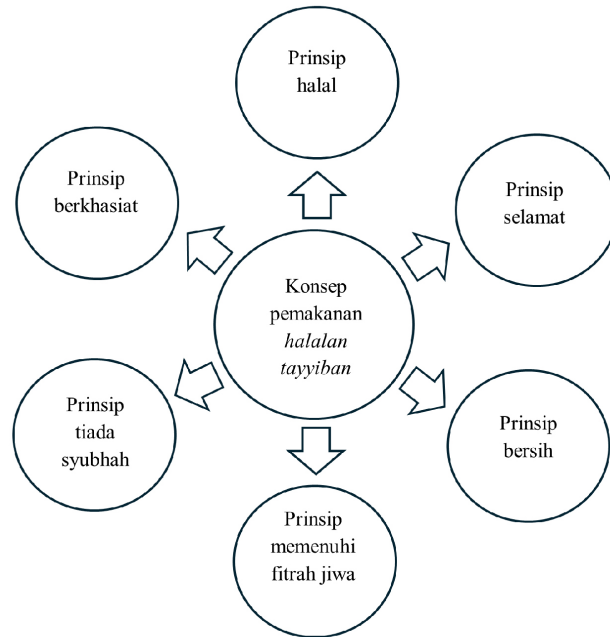 Prinsip
halal
Prinsip
berkhasiat
Prinsip
selamat
Konsep
pemakanan
halalan
tayyiban
Prinsip
tiada
syubhah
Prinsip
bersih
Prinsip
memenuhi
fitrah jiwa